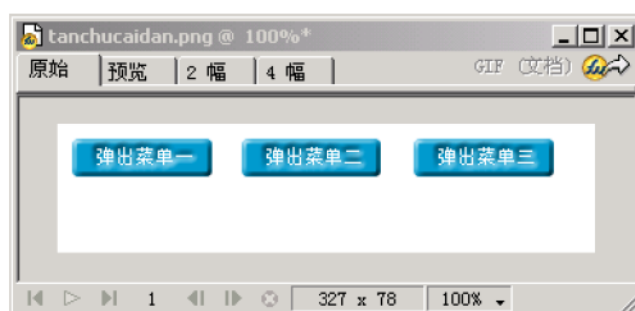 tanchucaidan.png @ 100%*
原始 预览 2 幅 4 幅 GIF (文档)
弹出菜单一 弹出菜单二 弹出菜单三
1 327 x 78 100%